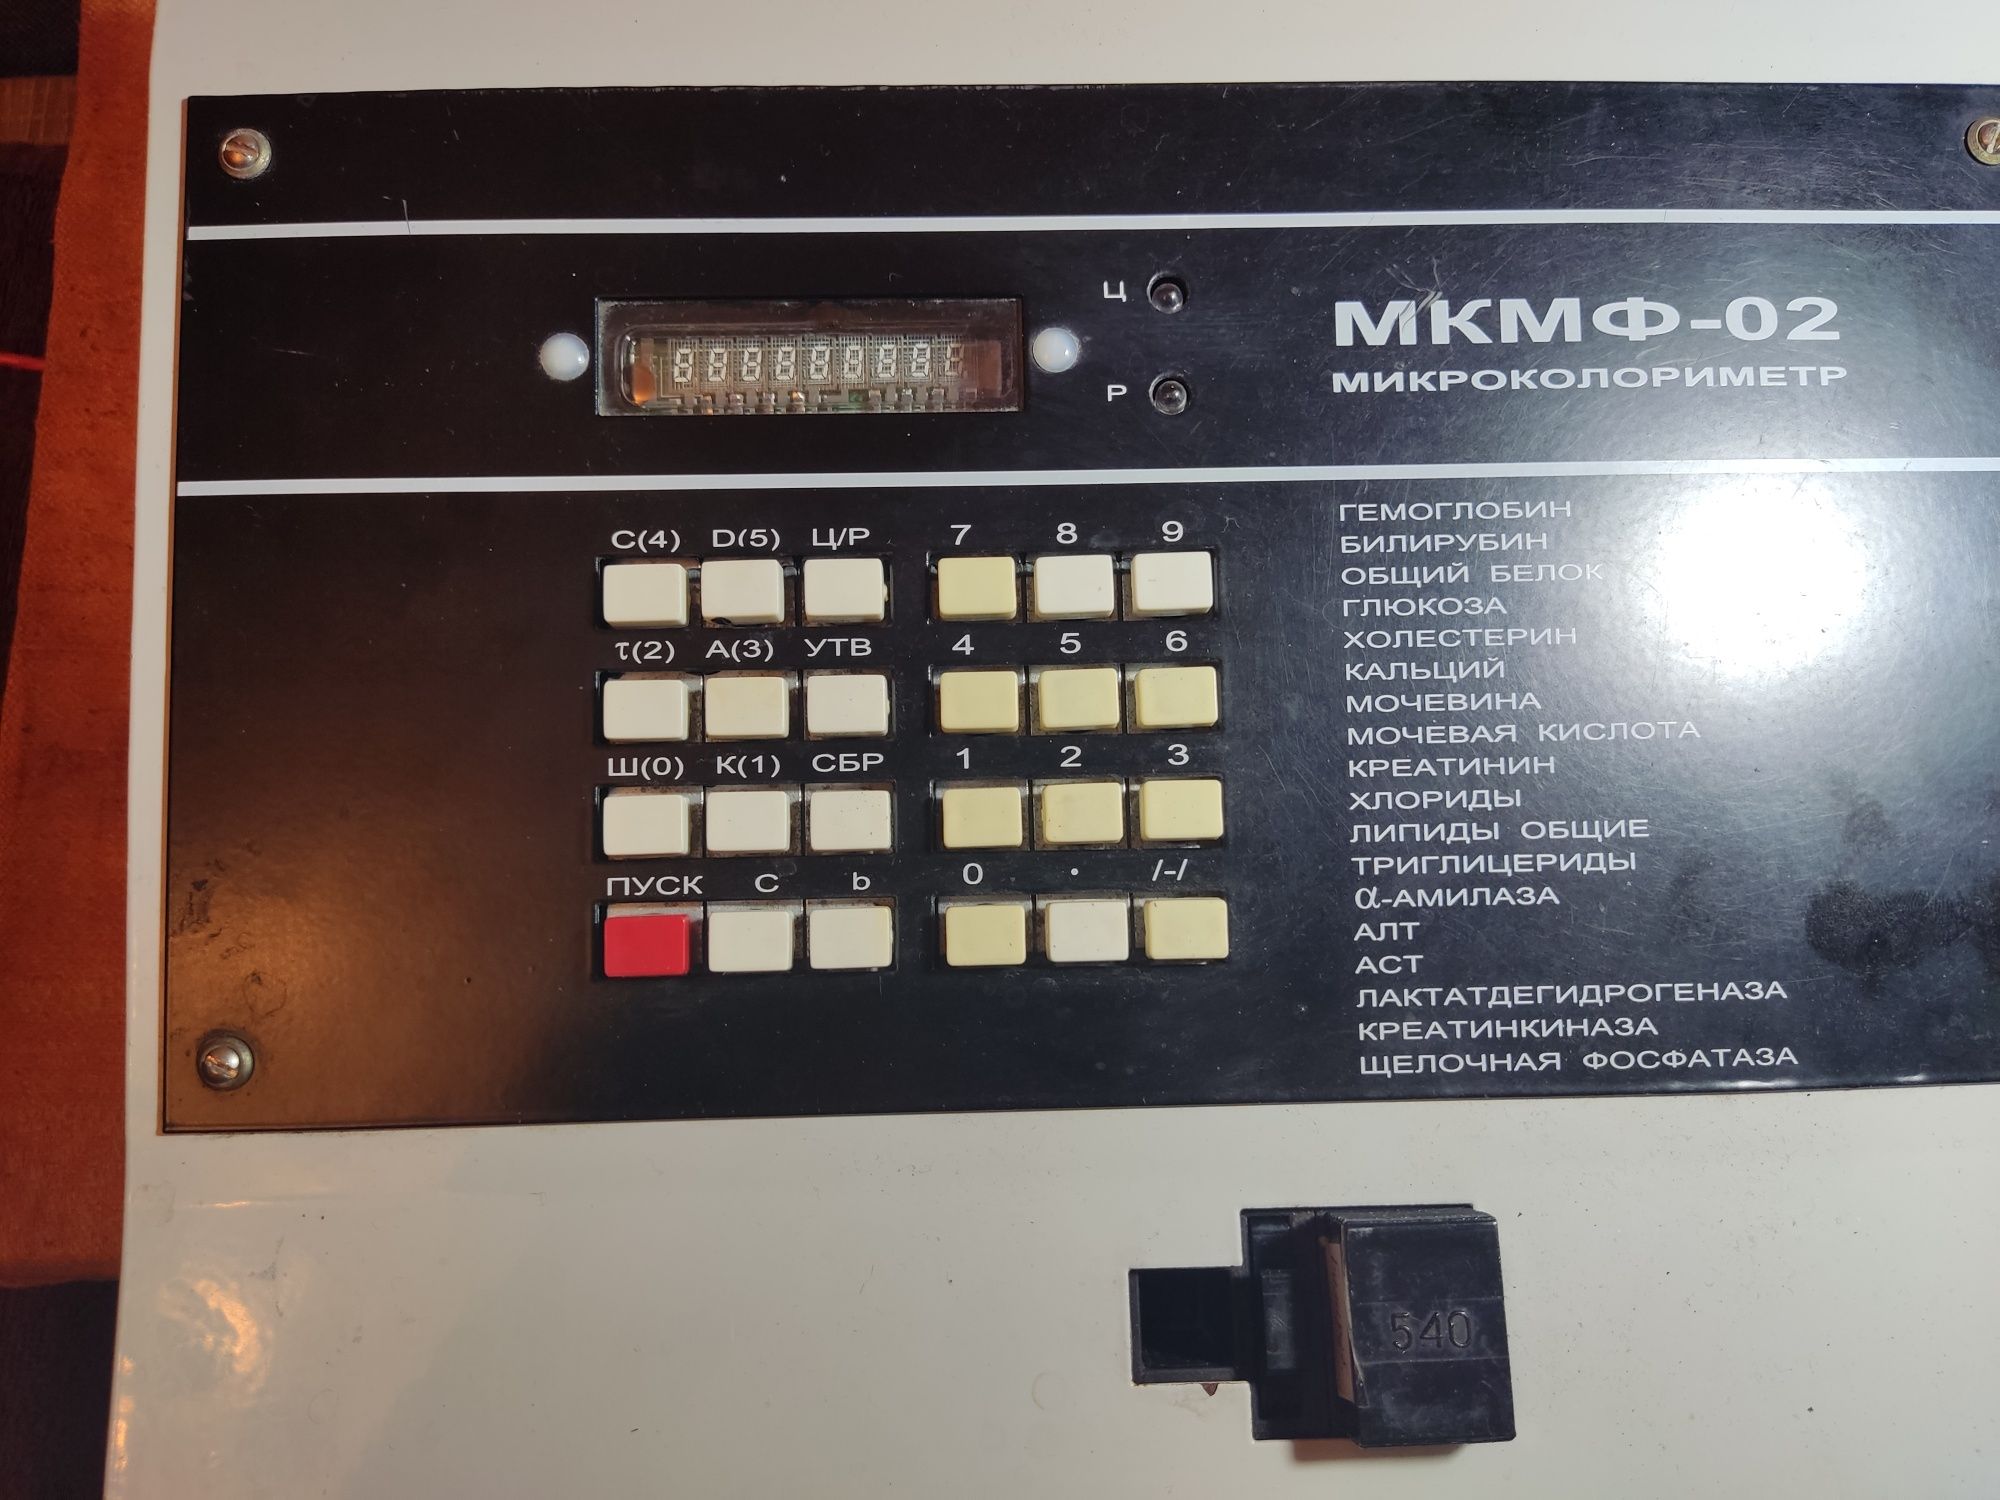 Ц
Р
МКМФ-02
МИКРОКОЛОРИМЕТР
C(4) D(5) Ц/Р 7 8 9
τ(2) А(3) УТВ 4 5 6
Ш(0) К(1) СБР 1 2 3
ПУСК С b 0 . /-/
ГЕМОГЛОБИН
БИЛИРУБИН
ОБЩИЙ БЕЛОК
ГЛЮКОЗА
ХОЛЕСТЕРИН
КАЛЬЦИЙ
МОЧЕВИНА
МОЧЕВАЯ КИСЛОТА
КРЕАТИНИН
ХЛОРИДЫ
ЛИПИДЫ ОБЩИЕ
ТРИГЛИЦЕРИДЫ
α-АМИЛАЗА
АЛТ
АСТ
ЛАКТАТДЕГИДРОГЕНАЗА
КРЕАТИНКИНАЗА
ЩЕЛОЧНАЯ ФОСФАТАЗА
540